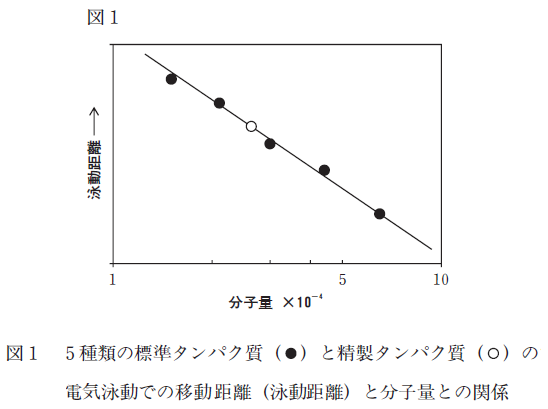 図1
泳動距離 →
1 5 10
分子量 ×10⁻⁴
図1 5種類の標準タンパク質(●)と精製タンパク質(○)の
電気泳動での移動距離(泳動距離)と分子量との関係